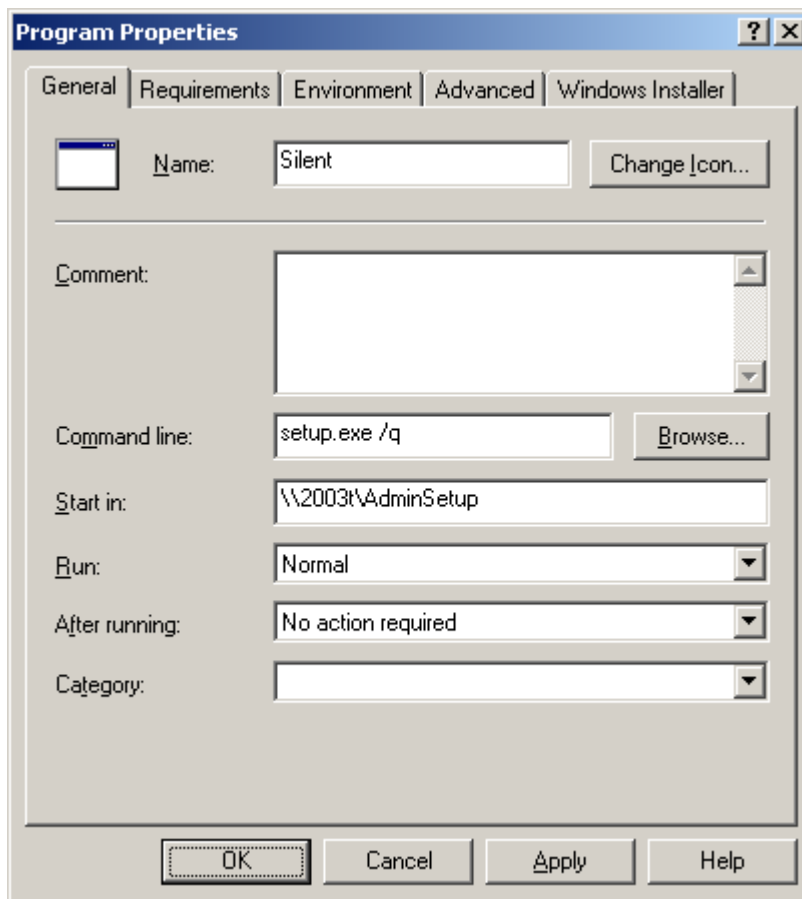 Program Properties
General Requirements Environment Advanced Windows Installer
Name: Silent Change Icon...
Comment:
Command line: setup.exe /q Browse...
Start in: \\2003t\AdminSetup
Run: Normal
After running: No action required
Category:
OK Cancel Apply Help